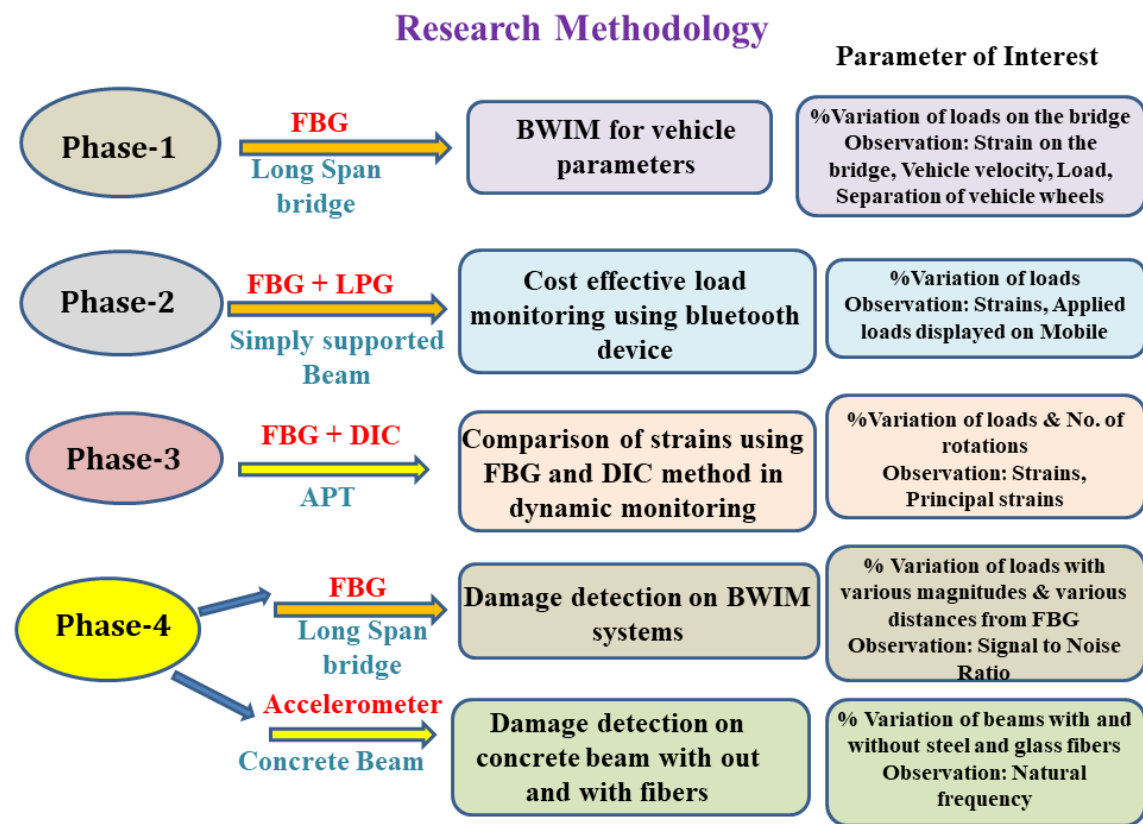 Research Methodology
Parameter of Interest
Phase-1
FBG
Long Span
bridge
BWIM for vehicle
parameters
%Variation of loads on the bridge
Observation: Strain on the
bridge, Vehicle velocity, Load,
Separation of vehicle wheels
Phase-2
FBG + LPG
Simply supported
Beam
Cost effective load
monitoring using bluetooth
device
%Variation of loads
Observation: Strains, Applied
loads displayed on Mobile
Phase-3
FBG + DIC
APT
Comparison of strains using
FBG and DIC method in
dynamic monitoring
%Variation of loads & No. of
rotations
Observation: Strains,
Principal strains
Phase-4
FBG
Long Span
bridge
Damage detection on BWIM
systems
% Variation of loads with
various magnitudes & various
distances from FBG
Observation: Signal to Noise
Ratio
Accelerometer
Concrete Beam
Damage detection on
concrete beam with out
and with fibers
% Variation of beams with and
without steel and glass fibers
Observation: Natural
frequency